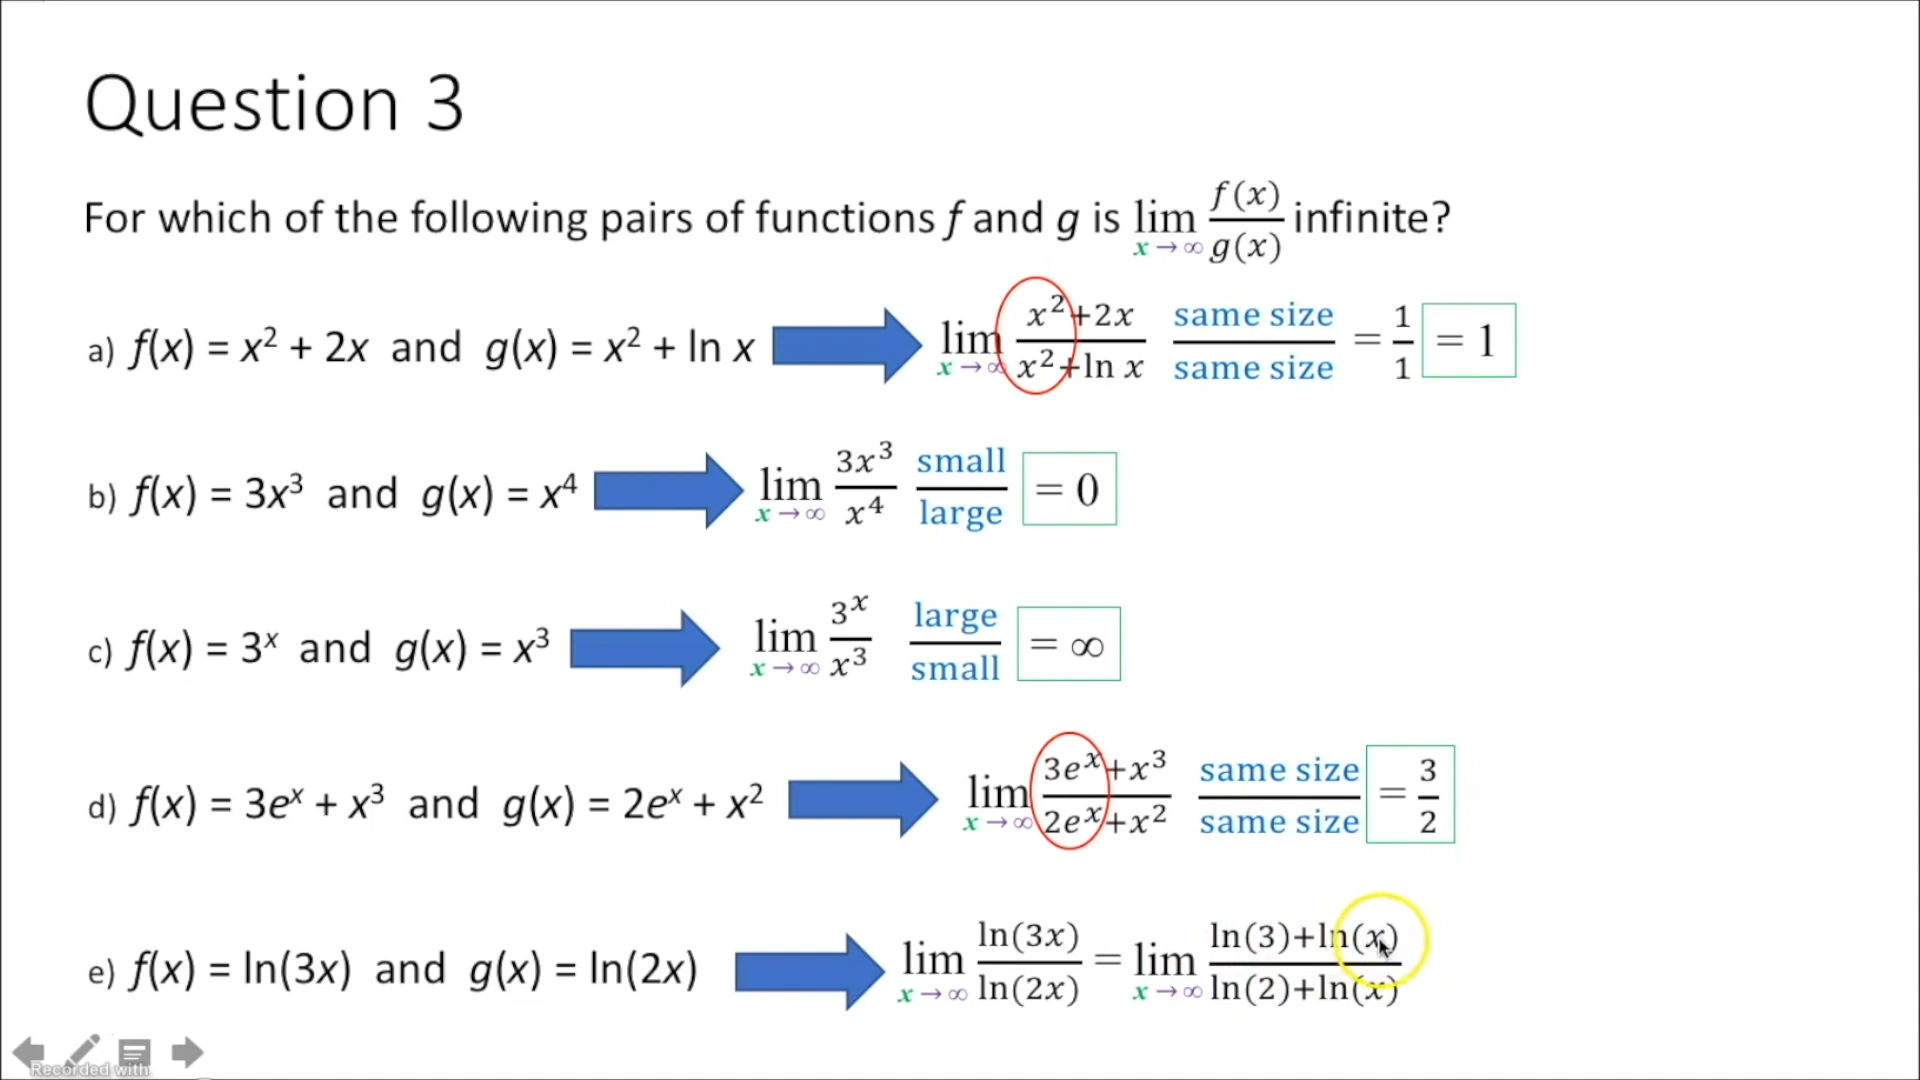 Question 3
For which of the following pairs of functions f and g is lim x→∞ f(x)/g(x) infinite?
a) f(x) = x² + 2x and g(x) = x² + ln x lim x→∞ x²+2x/x²+ln x same size/same size = 1/1 = 1
b) f(x) = 3x³ and g(x) = x⁴ lim x→∞ 3x³/x⁴ small/large = 0
c) f(x) = 3ˣ and g(x) = x³ lim x→∞ 3ˣ/x³ large/small = ∞
d) f(x) = 3eˣ + x³ and g(x) = 2eˣ + x² lim x→∞ 3eˣ+x³/2eˣ+x² same size/same size = 3/2
e) f(x) = ln(3x) and g(x) = ln(2x) lim x→∞ ln(3x)/ln(2x) = lim x→∞ ln(3)+ln(x)/ln(2)+ln(x)
Recorded with